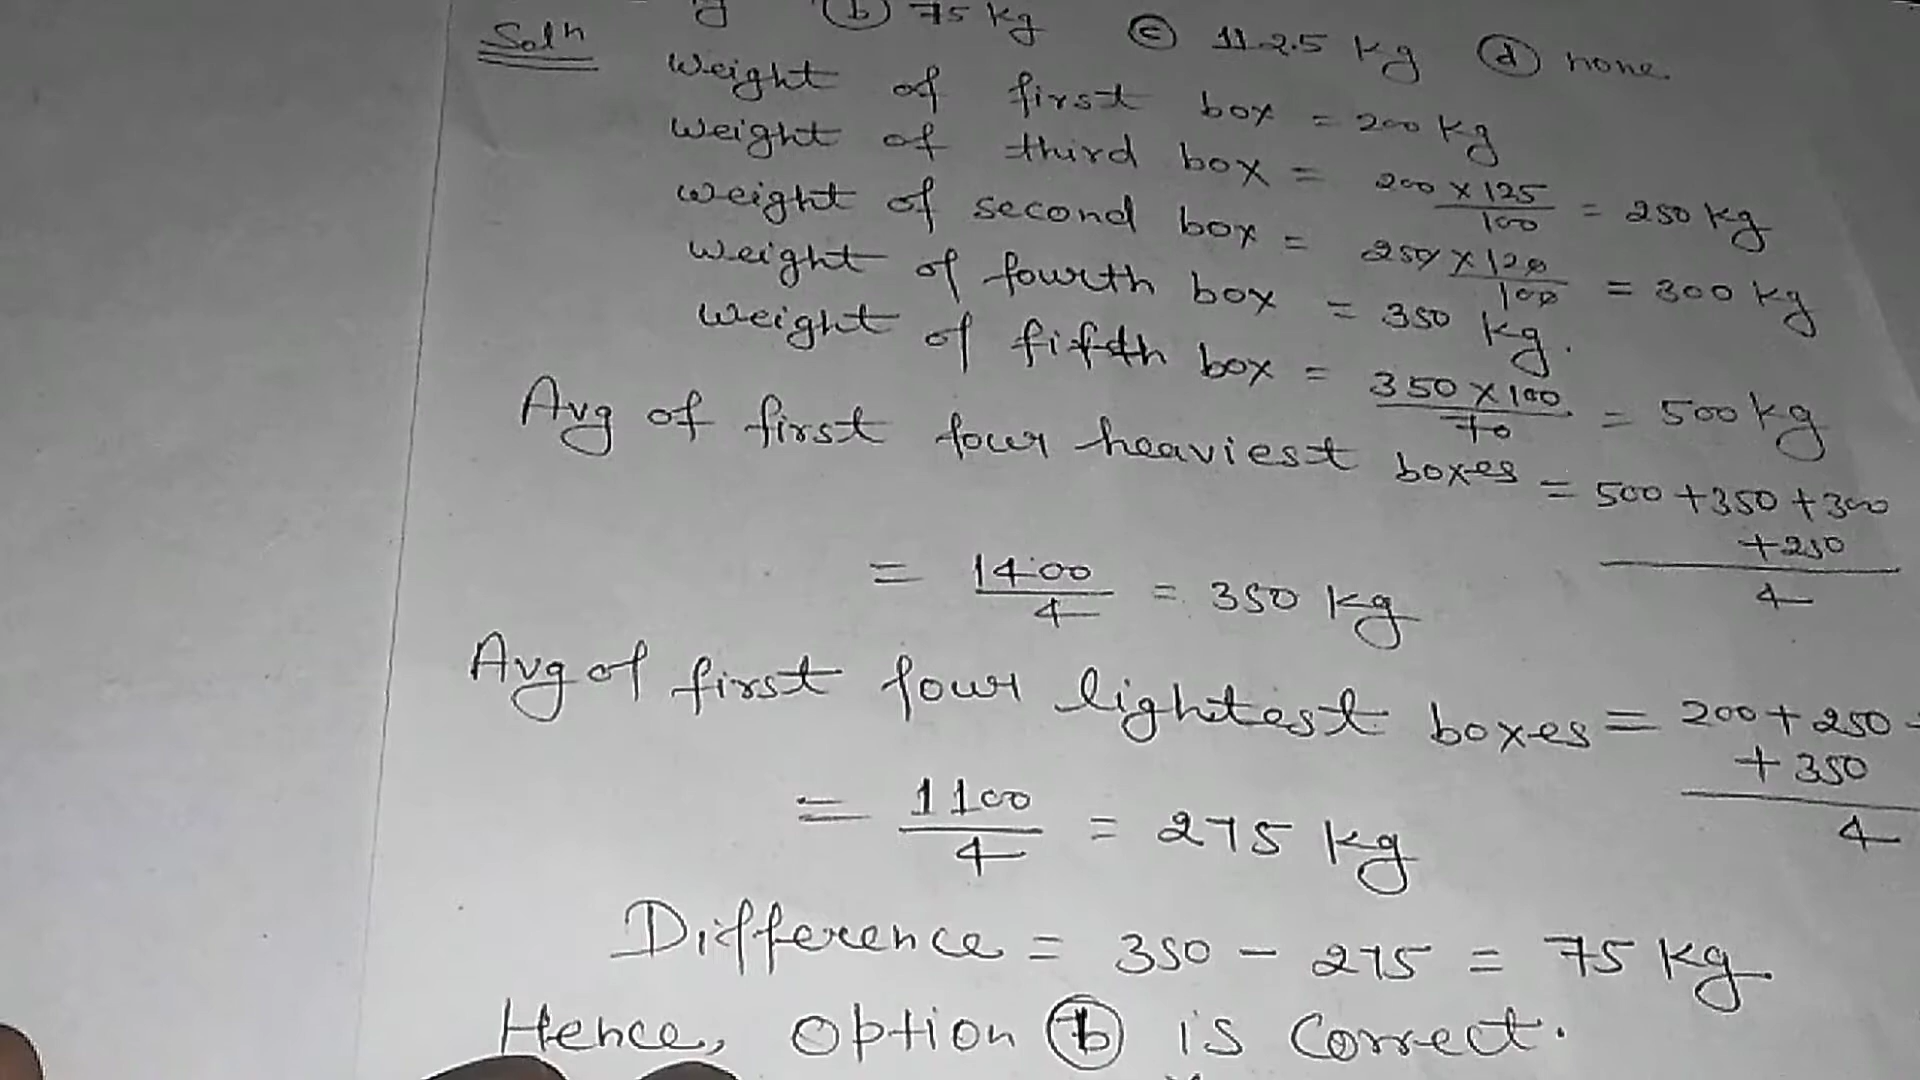 g (b) 75 kg (c) 112.5 kg (d) none.
Solⁿ
Weight of first box = 200 kg
Weight of third box = 200 × 125 / 100 = 250 kg
Weight of second box = 250 × 120 / 100 = 300 kg
Weight of fourth box = 350 kg.
Weight of fifth box = 350 × 100 / 70 = 500 kg
Avg of first four heaviest boxes = 500 + 350 + 300 + 250 / 4
= 1400 / 4 = 350 kg
Avg of first four lightest boxes = 200 + 250 + 350 / 4
= 1100 / 4 = 275 kg
Difference = 350 - 275 = 75 kg.
Hence, option (b) is correct.